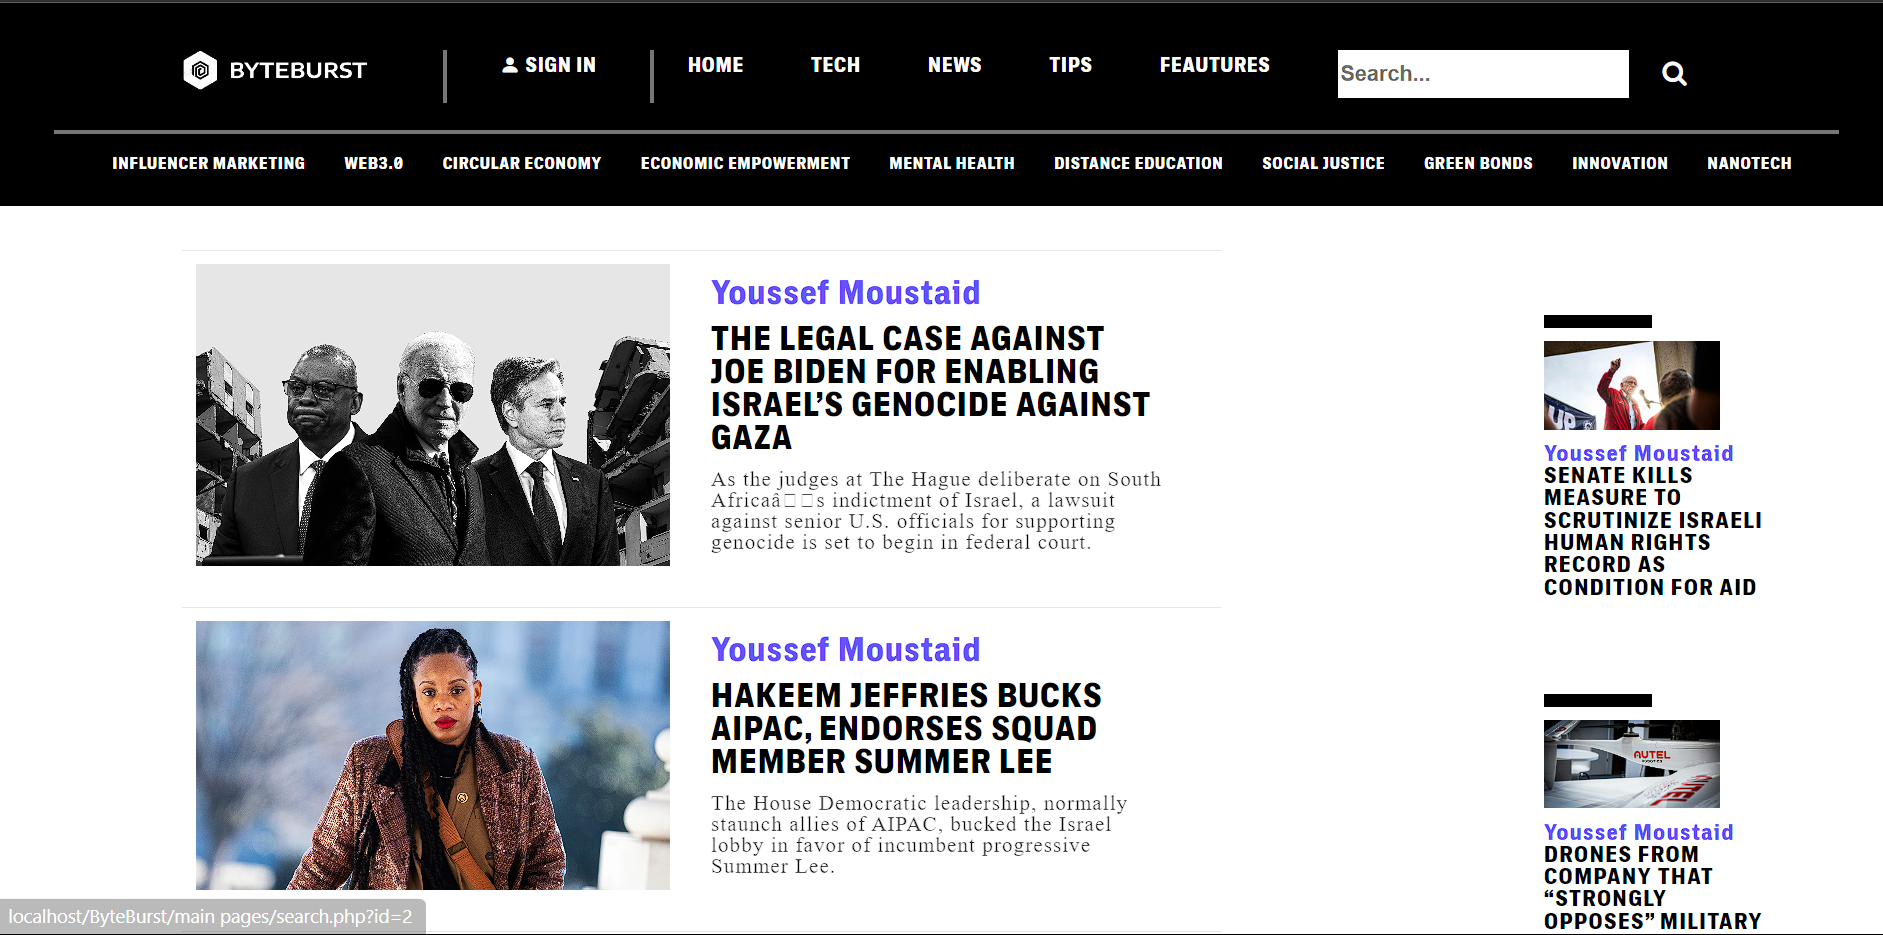 BYTEBURST
SIGN IN
HOME
TECH
NEWS
TIPS
FEAUTURES
Search...
INFLUENCER MARKETING
WEB3.0
CIRCULAR ECONOMY
ECONOMIC EMPOWERMENT
MENTAL HEALTH
DISTANCE EDUCATION
SOCIAL JUSTICE
GREEN BONDS
INNOVATION
NANOTECH
Youssef Moustaid
THE LEGAL CASE AGAINST
JOE BIDEN FOR ENABLING
ISRAEL’S GENOCIDE AGAINST
GAZA
As the judges at The Hague deliberate on South
Africaâ□□s indictment of Israel, a lawsuit
against senior U.S. officials for supporting
genocide is set to begin in federal court.
Youssef Moustaid
HAKEEM JEFFRIES BUCKS
AIPAC, ENDORSES SQUAD
MEMBER SUMMER LEE
The House Democratic leadership, normally
staunch allies of AIPAC, bucked the Israel
lobby in favor of incumbent progressive
Summer Lee.
UP
Youssef Moustaid
SENATE KILLS
MEASURE TO
SCRUTINIZE ISRAELI
HUMAN RIGHTS
RECORD AS
CONDITION FOR AID
AUTEL
ROBOTICS
AUTEL
Youssef Moustaid
DRONES FROM
COMPANY THAT
“STRONGLY
OPPOSES” MILITARY
localhost/ByteBurst/main pages/search.php?id=2